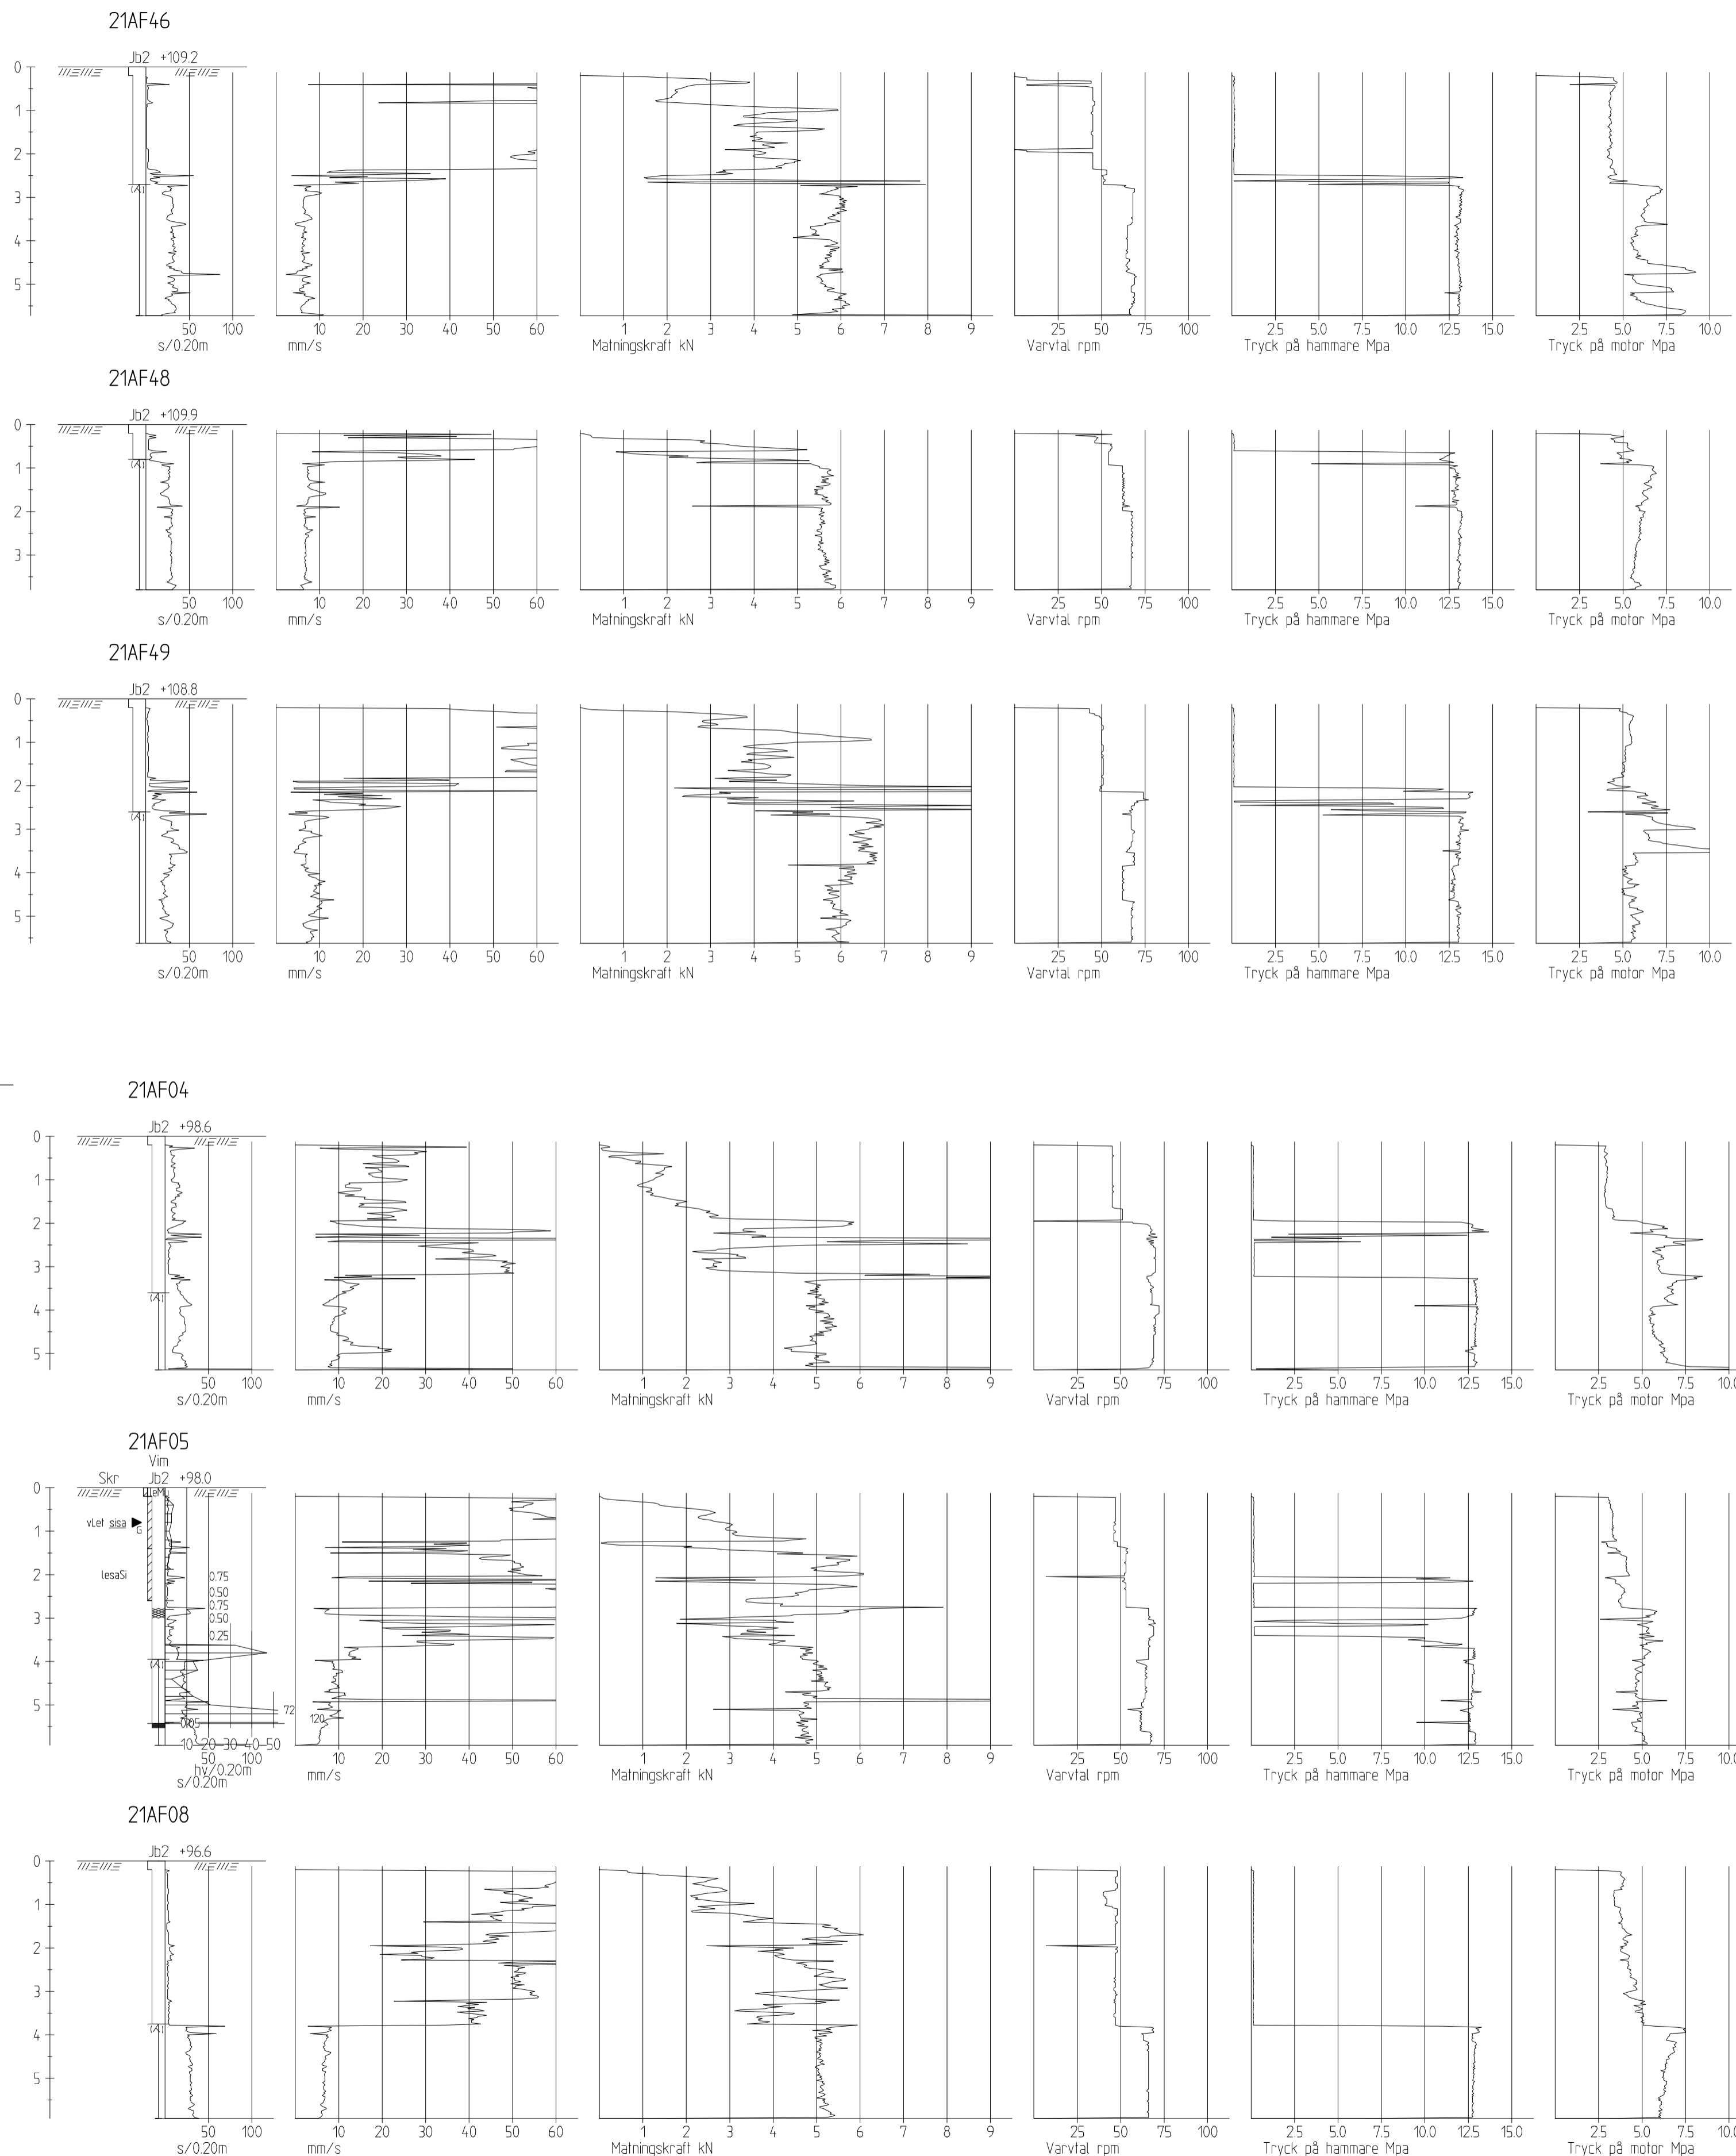 21AF46
Jb2 +109.2
0
1
2
(A)
3
4
5
50 100 10 20 30 40 50 60 1 2 3 4 5 6 7 8 9 25 50 75 100 2.5 5.0 7.5 10.0 12.5 15.0 2.5 5.0 7.5 10.0
s/0.20m mm/s Matningskraft kN Varvtal rpm Tryck på hammare Mpa Tryck på motor Mpa
21AF48
Jb2 +109.9
0
1
(A)
2
3
50 100 10 20 30 40 50 60 1 2 3 4 5 6 7 8 9 25 50 75 100 2.5 5.0 7.5 10.0 12.5 15.0 2.5 5.0 7.5 10.0
s/0.20m mm/s Matningskraft kN Varvtal rpm Tryck på hammare Mpa Tryck på motor Mpa
21AF49
Jb2 +108.8
0
1
2
(A)
3
4
5
50 100 10 20 30 40 50 60 1 2 3 4 5 6 7 8 9 25 50 75 100 2.5 5.0 7.5 10.0 12.5 15.0 2.5 5.0 7.5 10.0
s/0.20m mm/s Matningskraft kN Varvtal rpm Tryck på hammare Mpa Tryck på motor Mpa
21AF04
Jb2 +98.6
0
1
2
3
(A)
4
5
50 100 10 20 30 40 50 60 1 2 3 4 5 6 7 8 9 25 50 75 100 2.5 5.0 7.5 10.0 12.5 15.0 2.5 5.0 7.5 10.0
s/0.20m mm/s Matningskraft kN Varvtal rpm Tryck på hammare Mpa Tryck på motor Mpa
21AF05
Vim
Skr Jb2 +98.0
0
LeM
vLet sisa
G
1
lesaSi 0.75
2
0.50
0.75
3 0.50
0.25
4
(A)
5 72
0.05 120
10 20 30 40 50
50 100 10 20 30 40 50 60 1 2 3 4 5 6 7 8 9 25 50 75 100 2.5 5.0 7.5 10.0 12.5 15.0 2.5 5.0 7.5 10.0
hv/0.20m
s/0.20m mm/s Matningskraft kN Varvtal rpm Tryck på hammare Mpa Tryck på motor Mpa
21AF08
Jb2 +96.6
0
1
2
3
(A)
4
5
50 100 10 20 30 40 50 60 1 2 3 4 5 6 7 8 9 25 50 75 100 2.5 5.0 7.5 10.0 12.5 15.0 2.5 5.0 7.5 10.0
s/0.20m mm/s Matningskraft kN Varvtal rpm Tryck på hammare Mpa Tryck på motor Mpa